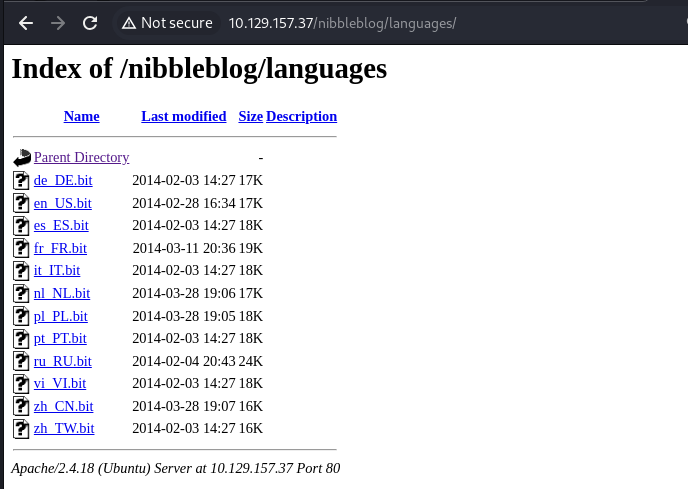 Not secure 10.129.157.37/nibbleblog/languages/
Index of /nibbleblog/languages
Name Last modified Size Description
Parent Directory -
de_DE.bit 2014-02-03 14:27 17K
en_US.bit 2014-02-28 16:34 17K
es_ES.bit 2014-02-03 14:27 18K
fr_FR.bit 2014-03-11 20:36 19K
it_IT.bit 2014-02-03 14:27 18K
nl_NL.bit 2014-03-28 19:06 17K
pl_PL.bit 2014-03-28 19:05 18K
pt_PT.bit 2014-02-03 14:27 18K
ru_RU.bit 2014-02-04 20:43 24K
vi_VI.bit 2014-02-03 14:27 18K
zh_CN.bit 2014-03-28 19:07 16K
zh_TW.bit 2014-02-03 14:27 16K
Apache/2.4.18 (Ubuntu) Server at 10.129.157.37 Port 80